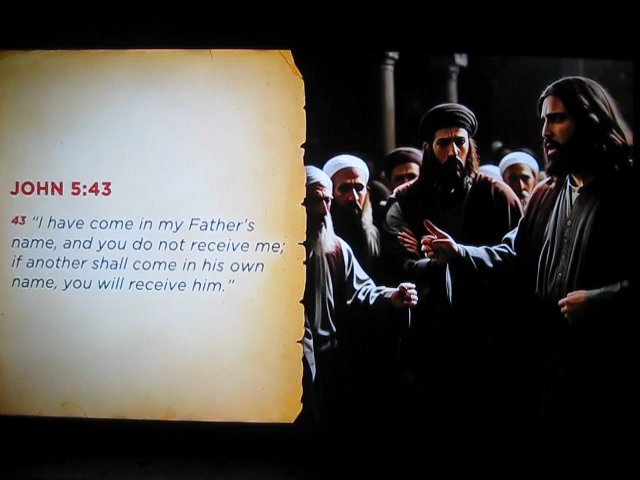 JOHN 5:43
43 “I have come in my Father’s
name, and you do not receive me;
if another shall come in his own
name, you will receive him.”